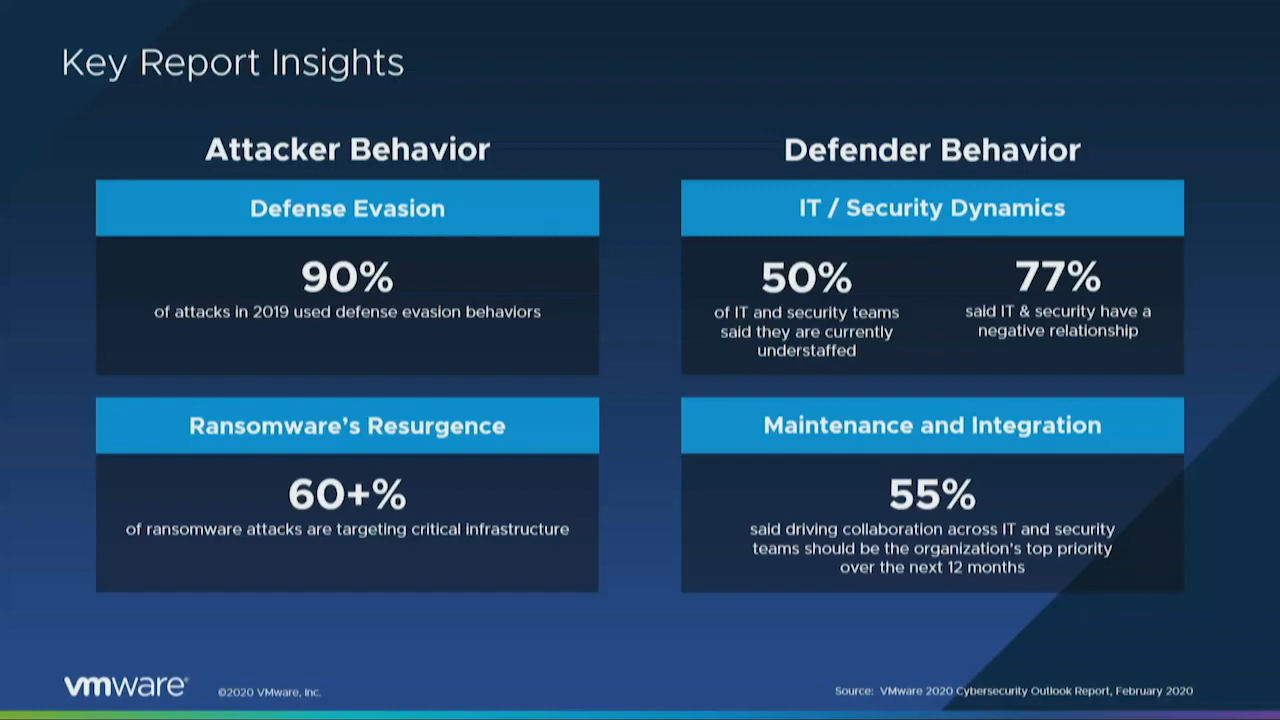 Key Report Insights
Attacker Behavior
Defense Evasion
90%
of attacks in 2019 used defense evasion behaviors
Ransomware's Resurgence
60+%
of ransomware attacks are targeting critical infrastructure
Defender Behavior
IT / Security Dynamics
50%
of IT and security teams
said they are currently
understaffed
77%
said IT & security have a
negative relationship
Maintenance and Integration
55%
said driving collaboration across IT and security
teams should be the organization's top priority
over the next 12 months
vmware®
©2020 VMware, Inc.
Source: VMware 2020 Cybersecurity Outlook Report, February 2020